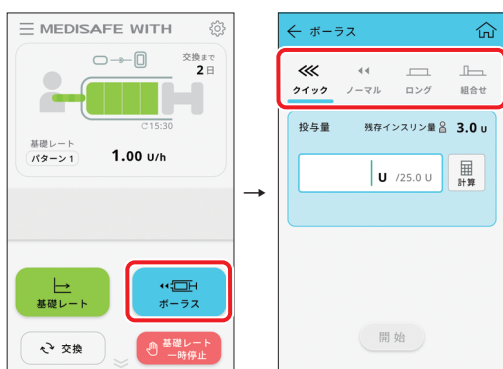 MEDISAFE WITH
交換まで
2日
15:30
基礎レート
パターン 1
1.00 U/h
基礎レート
ボーラス
交換
基礎レート
一時停止
ボーラス
クイック
ノーマル
ロング
組合せ
投与量
残存インスリン量
3.0 U
U /25.0 U
計算
開始